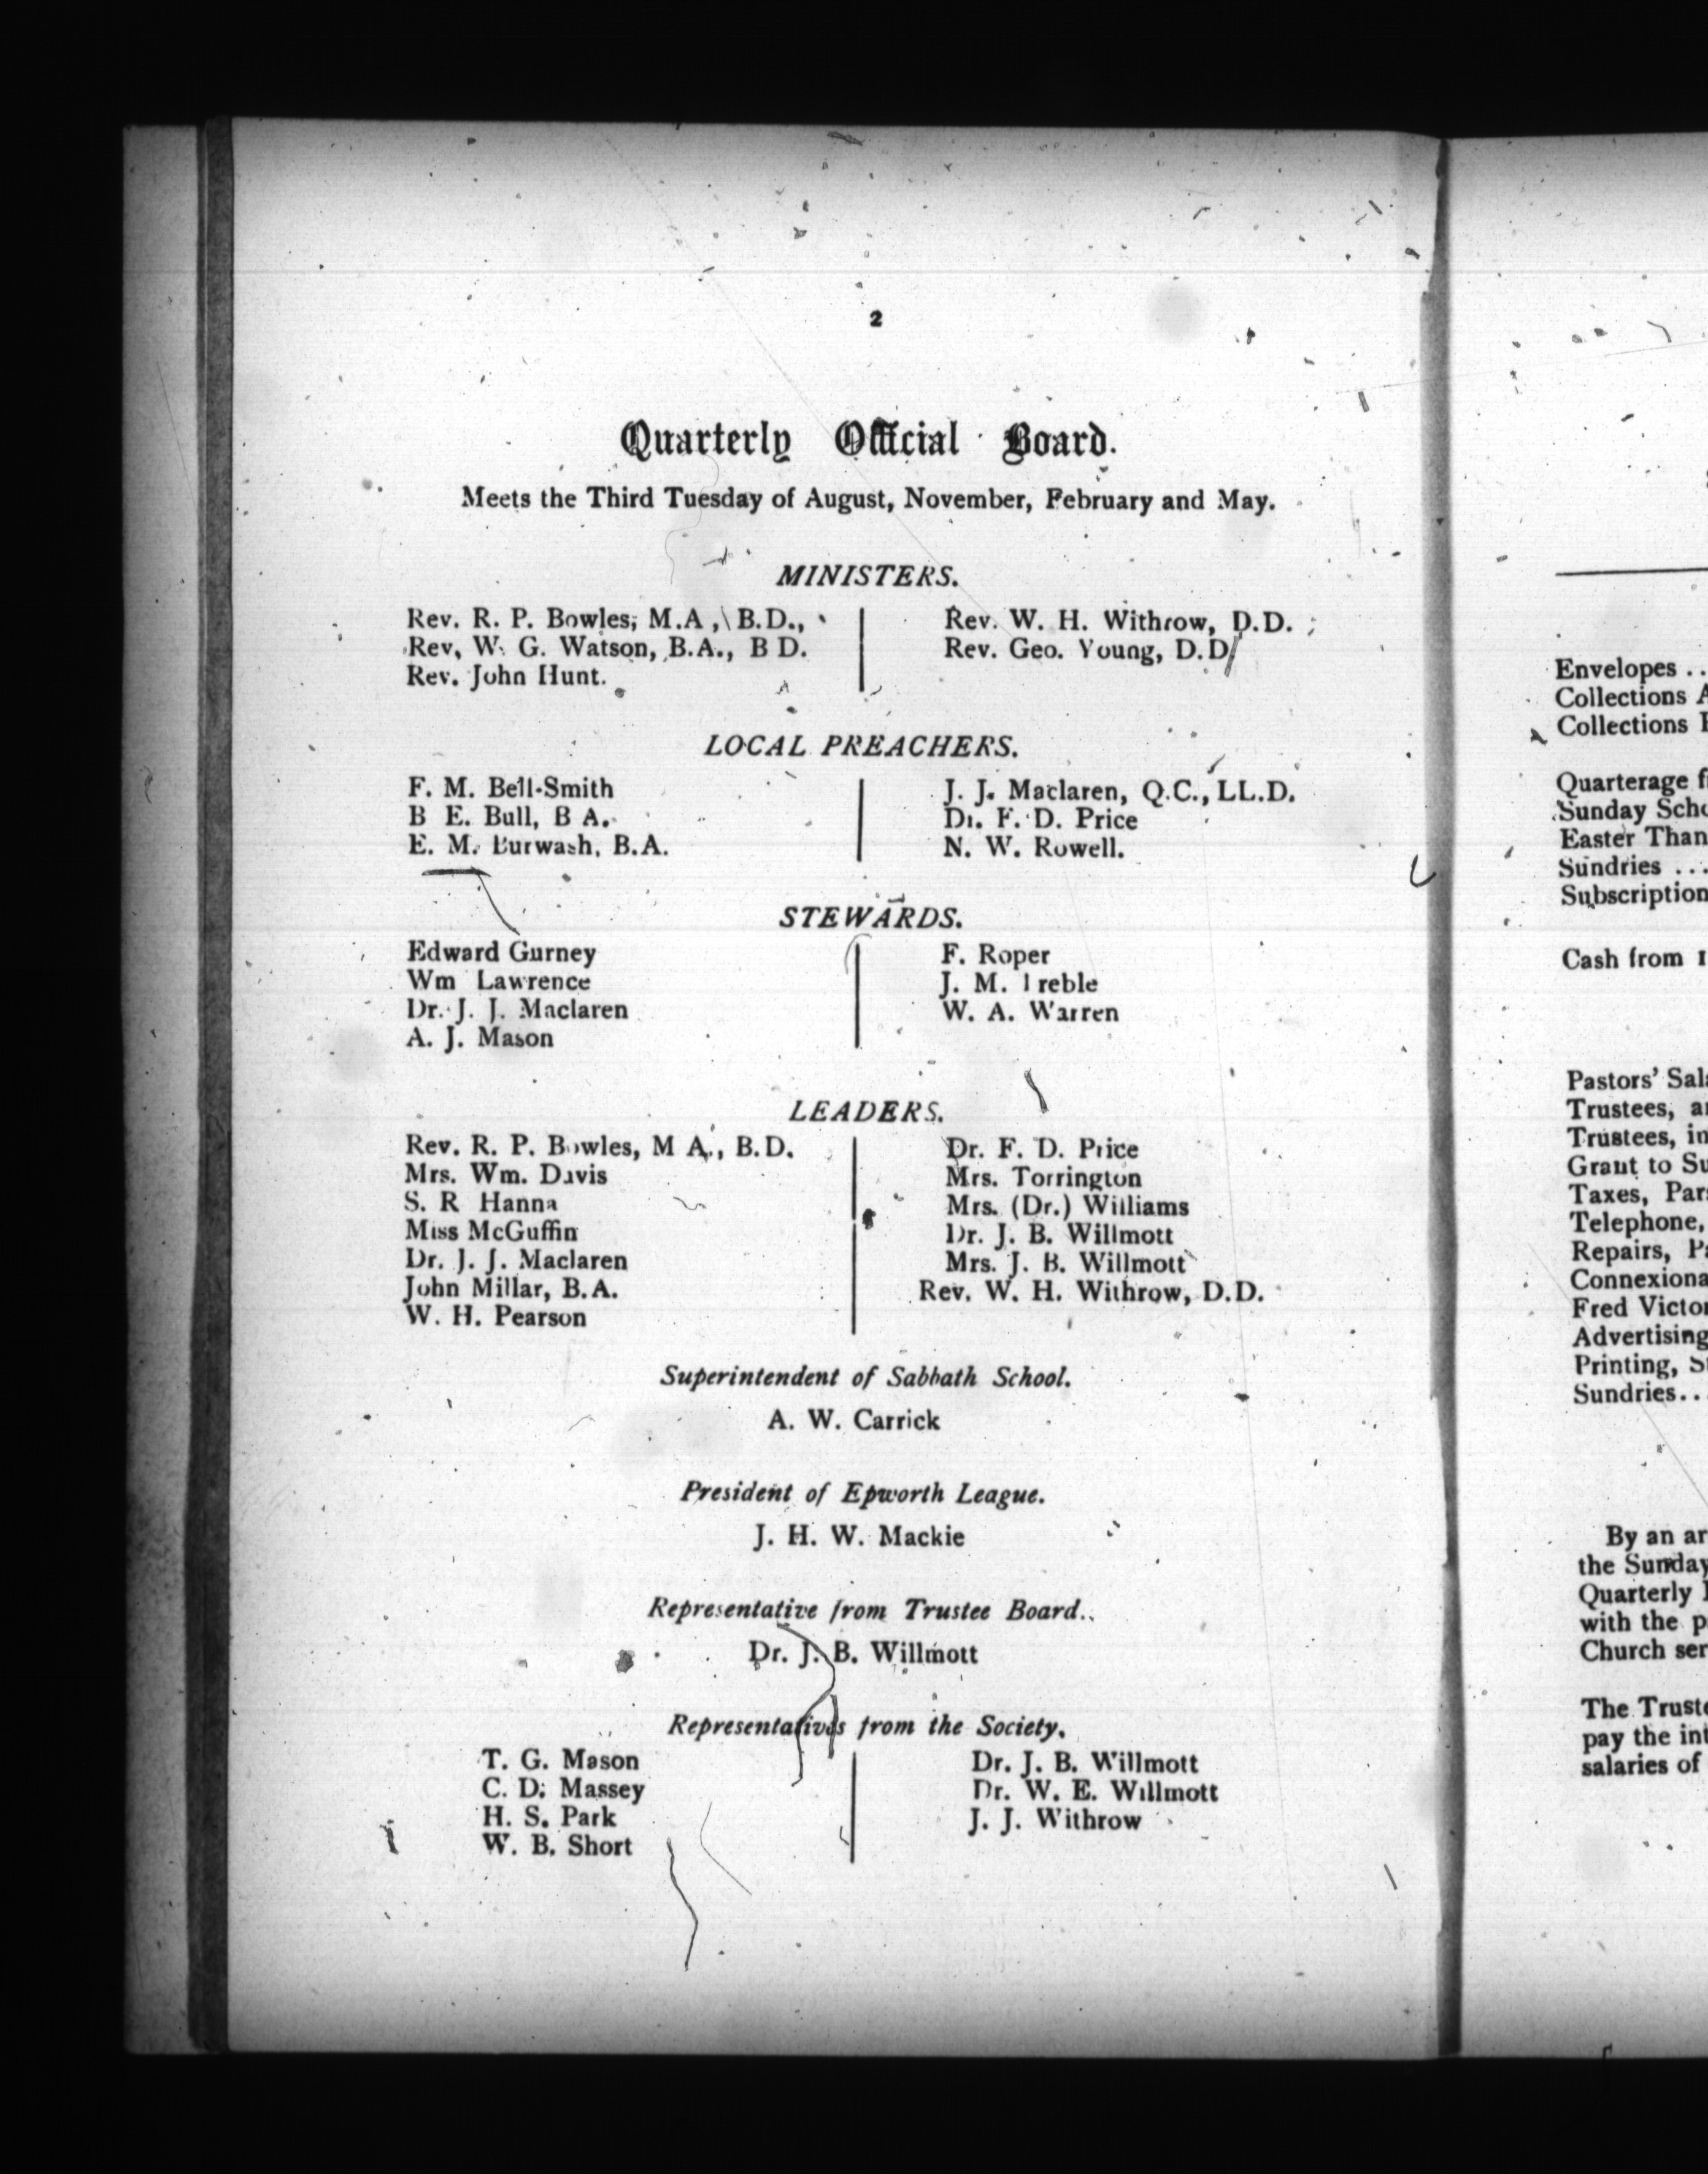 2
Quarterly Official Board.
Meets the Third Tuesday of August, November, February and May.
MINISTERS.
Rev. R. P. Bowles, M.A, B.D.,
Rev, W. G. Watson, B.A., B D.
Rev. John Hunt.
Rev. W. H. Withrow, D.D.
Rev. Geo. Young, D.D
LOCAL PREACHERS.
F. M. Bell-Smith
B E. Bull, B A.
E. M. Burwash, B.A.
J. J. Maclaren, Q.C., LL.D.
Dr. F. D. Price
N. W. Rowell.
STEWARDS.
Edward Gurney
Wm Lawrence
Dr. J. J. Maclaren
A. J. Mason
F. Roper
J. M. Treble
W. A. Warren
LEADERS.
Rev. R. P. Bowles, M A., B.D.
Mrs. Wm. Davis
S. R Hanna
Miss McGuffin
Dr. J. J. Maclaren
John Millar, B.A.
W. H. Pearson
Dr. F. D. Price
Mrs. Torrington
Mrs. (Dr.) Williams
Dr. J. B. Willmott
Mrs. J. B. Willmott
Rev. W. H. Withrow, D.D.
Superintendent of Sabbath School.
A. W. Carrick
President of Epworth League.
J. H. W. Mackie
Representative from Trustee Board.
Dr. J. B. Willmott
Representatives from the Society.
T. G. Mason
C. D. Massey
H. S. Park
W. B. Short
Dr. J. B. Willmott
Dr. W. E. Willmott
J. J. Withrow
Envelopes ..
Collections
Collections
Quarterage
Sunday
Easter
Sundries ...
Cash from
Pastors'
Trustees,
Trustees,
Grant to
Taxes,
Telephone,
Repairs,
Fred
Advertising
Printing,
Sundries..
By an
the Sunday
Quarterly
with the
Church
The
pay the
salaries of